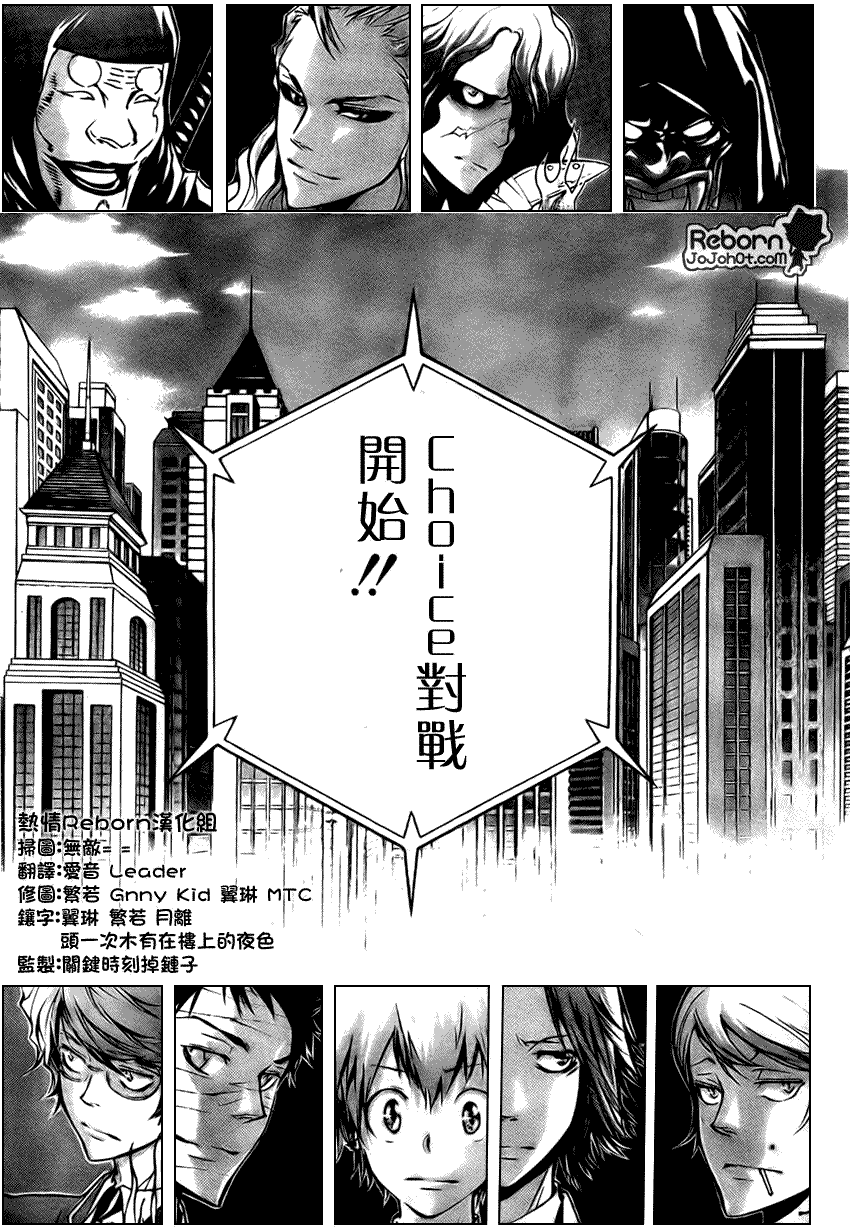 Reborn
JoJoHOt.com
Choice對戰
開始!!
熱情Reborn漢化組
掃圖:無敵= =
翻譯:愛音 Leader
修圖:繁若 Gnny Kid 翼琳 MTC
鑲字:翼琳 繁若 月離
頭一次木有在樓上的夜色
監製:關鍵時刻掉鏈子